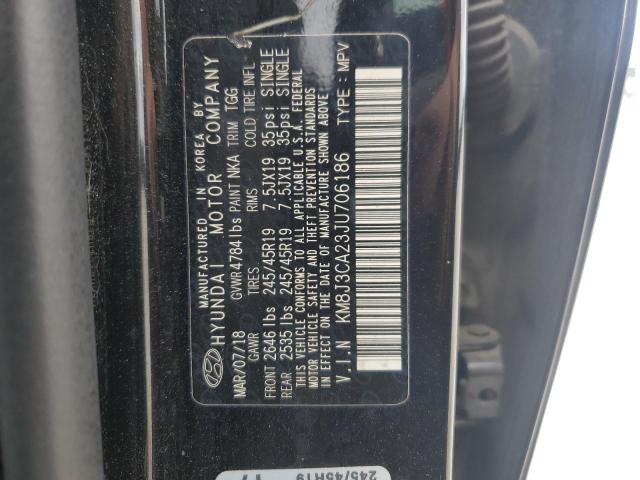 MANUFACTURED IN KOREA BY
HYUNDAI MOTOR COMPANY
MAR/07/18 GVWR 4784 lbs PAINT NKA TRIM TGG
GAWR TIRES RIMS COLD TIRE INFL
FRONT 2646 lbs 245/45R19 7.5JX19 35psi SINGLE
REAR 2535 lbs 245/45R19 7.5JX19 35psi SINGLE
THIS VEHICLE CONFORMS TO ALL APPLICABLE U.S.A. FEDERAL
MOTOR VEHICLE SAFETY AND THEFT PREVENTION STANDARDS
IN EFFECT ON THE DATE OF MANUFACTURE SHOWN ABOVE
V.I.N KM8J3CA23JU706186 TYPE : MPV
245/45R19